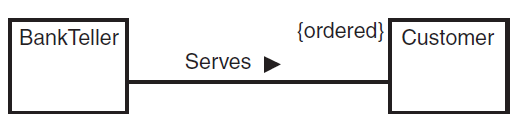 BankTeller
Serves ▶
{ordered}
Customer